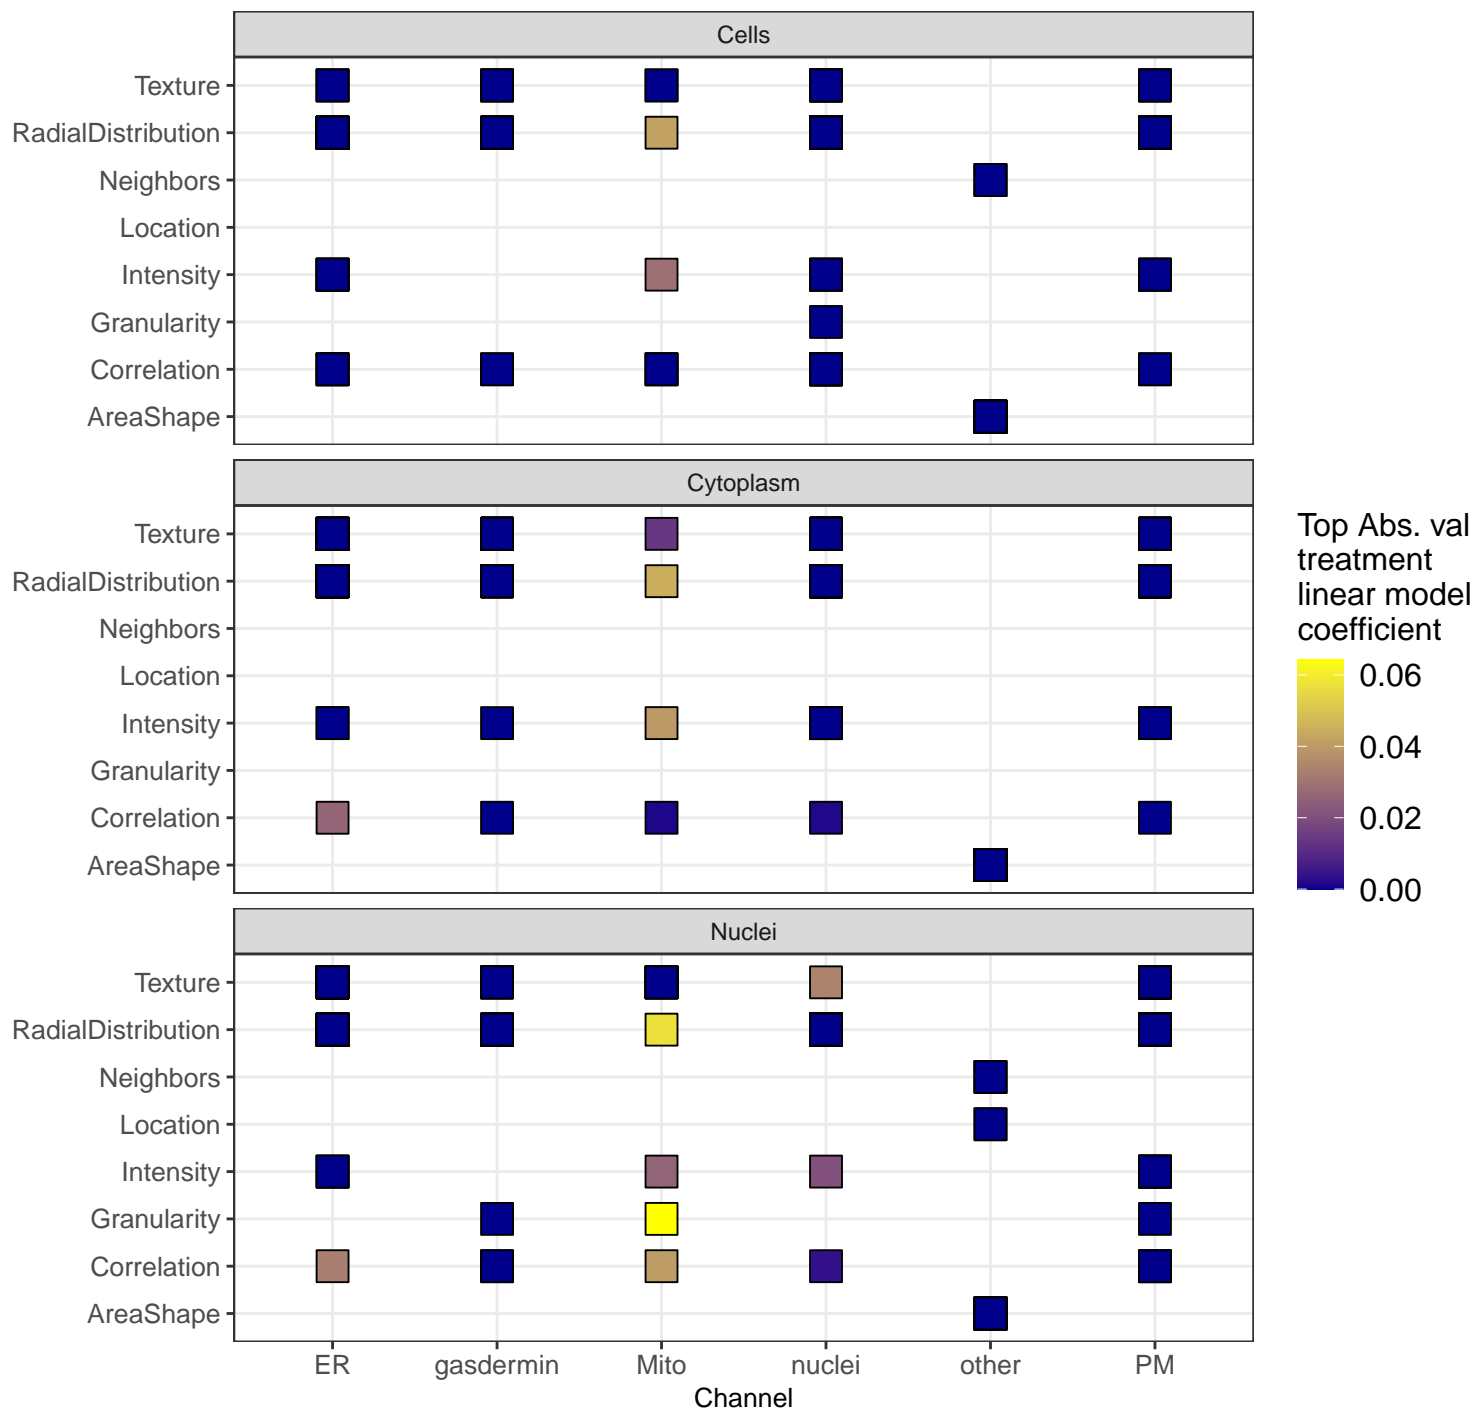 Cells
Texture
RadialDistribution
Neighbors
Location
Intensity
Granularity
Correlation
AreaShape
Cytoplasm
Texture
RadialDistribution
Neighbors
Location
Intensity
Granularity
Correlation
AreaShape
Nuclei
Texture
RadialDistribution
Neighbors
Location
Intensity
Granularity
Correlation
AreaShape
ER gasdermin Mito nuclei other PM
Channel
Top Abs. val
treatment
linear model
coefficient
0.06
0.04
0.02
0.00